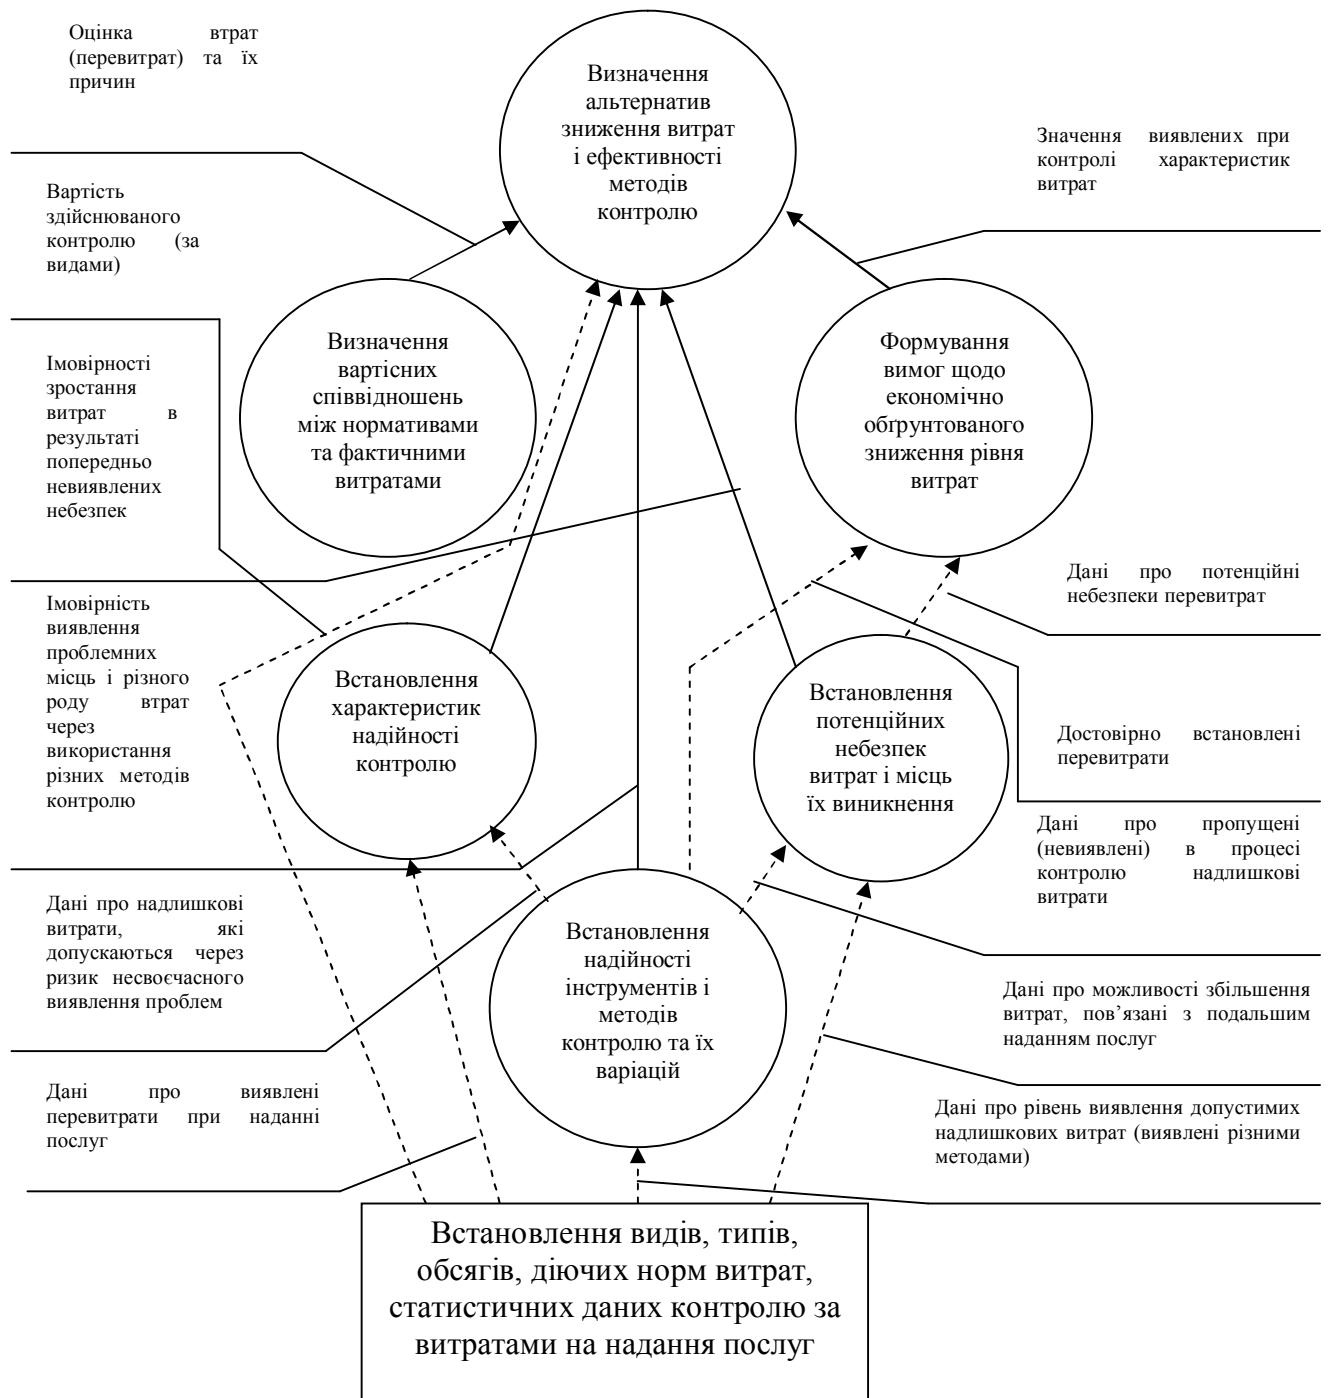 Оцінка втрат
(перевитрат) та їх
причин
Визначення
альтернатив
зниження витрат
і ефективності
методів
контролю
Значення виявлених при
контролі характеристик
витрат
Вартість
здійснюваного
контролю (за
видами)
Визначення
вартісних
співвідношень
між нормативами
та фактичними
витратами
Формування
вимог щодо
економічно
обґрунтованого
зниження рівня
витрат
Імовірності
зростання
витрат в
результаті
попередньо
невиявлених
небезпек
Дані про потенційні
небезпеки перевитрат
Імовірність
виявлення
проблемних
місць і різного
роду втрат
через
використання
різних методів
контролю
Встановлення
характеристик
надійності
контролю
Встановлення
потенційних
небезпек
витрат і місць
їх виникнення
Достовірно встановлені
перевитрати
Дані про пропущені
(невиявлені) в процесі
контролю надлишкові
витрати
Дані про надлишкові
витрати, які
допускаються через
ризик несвоєчасного
виявлення проблем
Встановлення
надійності
інструментів і
методів
контролю та їх
варіацій
Дані про можливості збільшення
витрат, пов’язані з подальшим
наданням послуг
Дані про виявлені
перевитрати при наданні
послуг
Дані про рівень виявлення допустимих
надлишкових витрат (виявлені різними
методами)
Встановлення видів, типів,
обсягів, діючих норм витрат,
статистичних даних контролю за
витратами на надання послуг